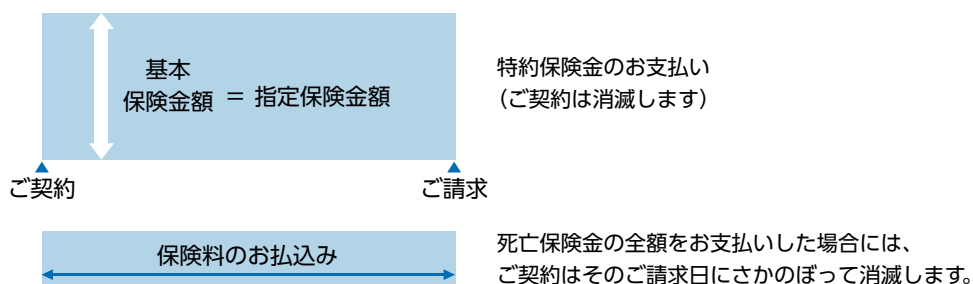 基本
保険金額 = 指定保険金額
特約保険金のお支払い
(ご契約は消滅します)
ご契約
ご請求
保険料のお払込み
死亡保険金の全額をお支払いした場合には、
ご契約はそのご請求日にさかのぼって消滅します。